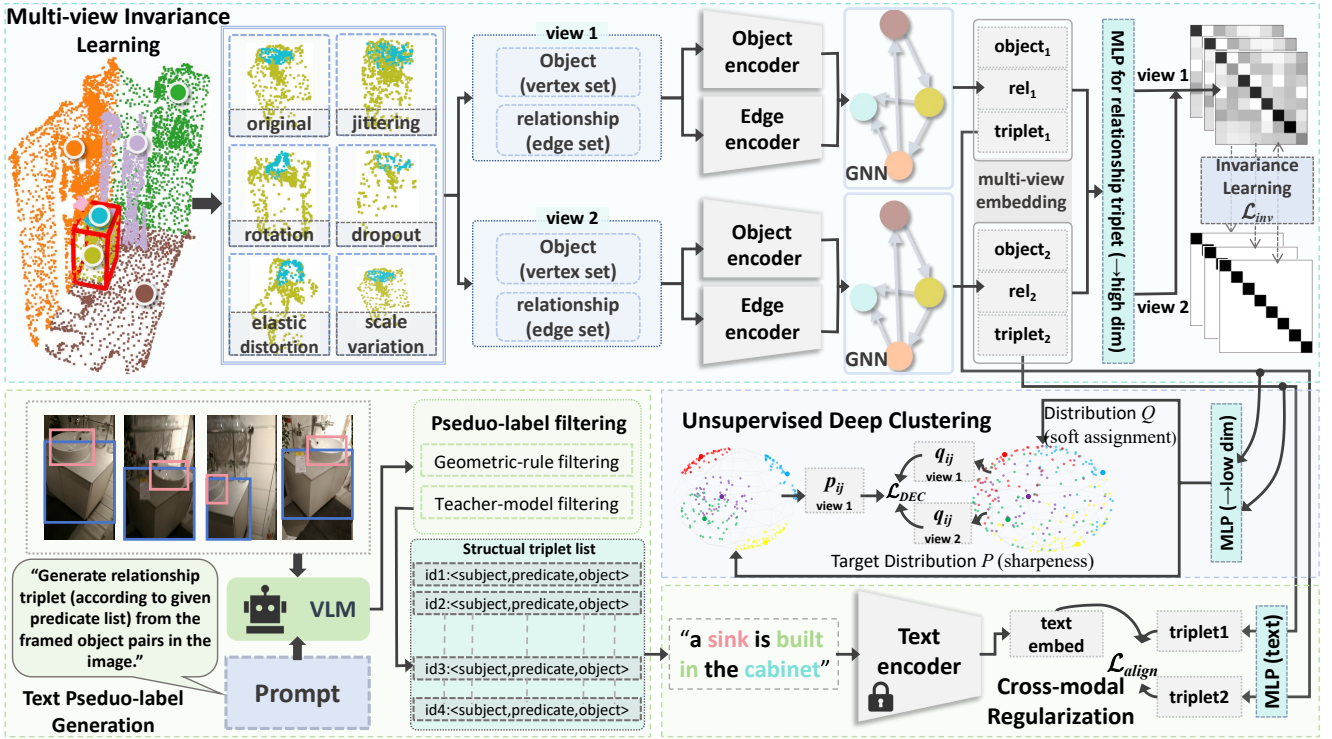 Multi-view Invariance
Learning
original
jittering
rotation
dropout
elastic
distortion
scale
variation
view 1
Object
(vertex set)
relationship
(edge set)
view 2
Object
(vertex set)
relationship
(edge set)
Object
encoder
Edge
encoder
Object
encoder
Edge
encoder
GNN
GNN
object₁
rel₁
triplet₁
multi-view
embedding
object₂
rel₂
triplet₂
MLP for relationship triplet (→high dim)
view 1
view 2
Invariance
Learning
ℒinv
"Generate relationship
triplet (according to given
predicate list) from the
framed object pairs in the
image."
VLM
Prompt
Text Pseduo-label
Generation
Pseduo-label filtering
Geometric-rule filtering
Teacher-model filtering
Structual triplet list
id1:<subject,predicate,object>
id2:<subject,predicate,object>
id3:<subject,predicate,object>
id4:<subject,predicate,object>
Unsupervised Deep Clustering
Distribution Q
(soft assignment)
pij
view 1
ℒDEC
qij
view 1
qij
view 2
Target Distribution P (sharpeness)
MLP (→low dim)
"a sink is built
in the cabinet"
Text
encoder
text
embed
ℒalign
triplet1
triplet2
MLP (text)
Cross-modal
Regularization